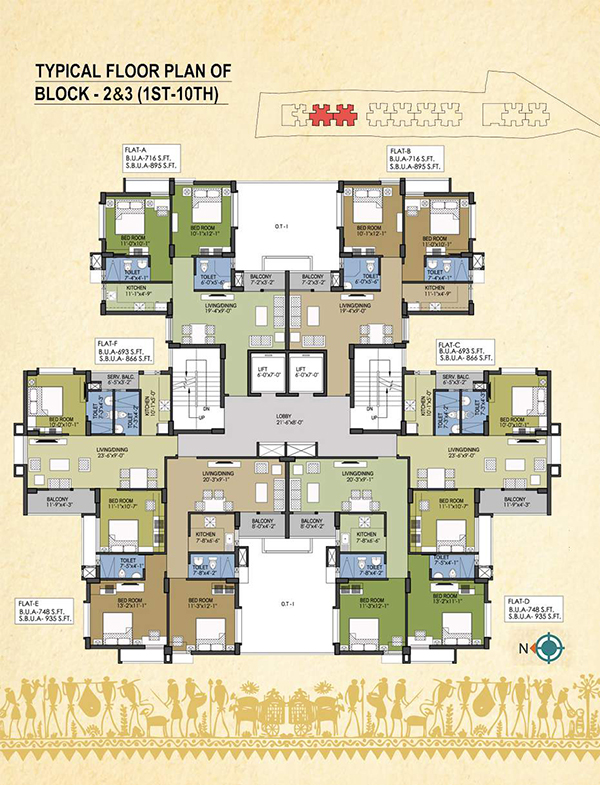 TYPICAL FLOOR PLAN OF
BLOCK - 2&3 (1ST-10TH)
FLAT-A
B.U.A-716 S.FT.
S.B.U.A-895 S.FT.
FLAT-B
B.U.A-716 S.FT.
S.B.U.A-895 S.FT.
BED ROOM
11'-0"x10'-1"
BED ROOM
10'-1"x12'-1"
O.T-I
BED ROOM
10'-1"x12'-1"
BED ROOM
11'-0"x10'-1"
TOILET
7'-4"x4'-1"
TOILET
6'-0"x5'-6"
BALCONY
7'-2"x3'-2"
BALCONY
7'-2"x3'-2"
TOILET
6'-0"x5'-6"
TOILET
7'-4"x4'-1"
KITCHEN
11'-1"x4'-9"
KITCHEN
11'-1"x4'-9"
LIVING/DINING
19'-4"x9'-0"
LIVING/DINING
19'-4"x9'-0"
FLAT-F
B.U.A-693 S.FT.
S.B.U.A- 866 S.FT.
FLAT-C
B.U.A-693 S.FT.
S.B.U.A- 866 S.FT.
LIFT
6'-0"x7'-0"
LIFT
6'-0"x7'-0"
SERV. BALC.
6'-5"x3'-2"
SERV. BALC.
6'-5"x3'-2"
BED ROOM
10'-0"x10'-1"
TOILET
TOILET
KITCHEN
10'-1"x5'-0"
DN
UP
LOBBY
21'-6"x8'-0"
DN
UP
KITCHEN
10'-1"x5'-0"
TOILET
TOILET
BED ROOM
10'-0"x10'-1"
LIVING/DINING
23'-6"x9'-0"
LIVING/DINING
20'-3"x9'-1"
LIVING/DINING
20'-3"x9'-1"
LIVING/DINING
23'-6"x9'-0"
BALCONY
11'-9"x4'-3"
BED ROOM
11'-1"x10'-7"
BALCONY
8'-0"x4'-2"
BALCONY
8'-0"x4'-2"
BED ROOM
11'-1"x10'-7"
BALCONY
11'-9"x4'-3"
KITCHEN
7'-8"x6'-6"
KITCHEN
7'-8"x6'-6"
TOILET
7'-5"x4'-1"
TOILET
7'-8"x4'-2"
TOILET
7'-8"x4'-2"
TOILET
7'-5"x4'-1"
FLAT-E
B.U.A-748 S.FT.
S.B.U.A- 935 S.FT.
BED ROOM
13'-2"x11'-1"
BED ROOM
11'-3"x12'-1"
O.T-I
BED ROOM
11'-3"x12'-1"
BED ROOM
13'-2"x11'-1"
FLAT-D
B.U.A-748 S.FT.
S.B.U.A- 935 S.FT.
N